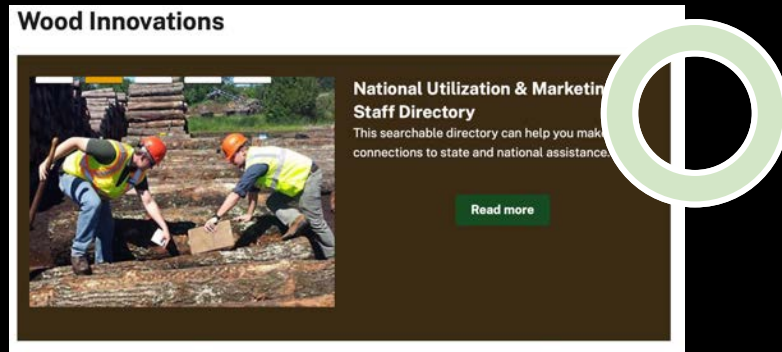 Wood Innovations
National Utilization & Marketin
Staff Directory
This searchable directory can help you make
connections to state and national assistance.
Read more